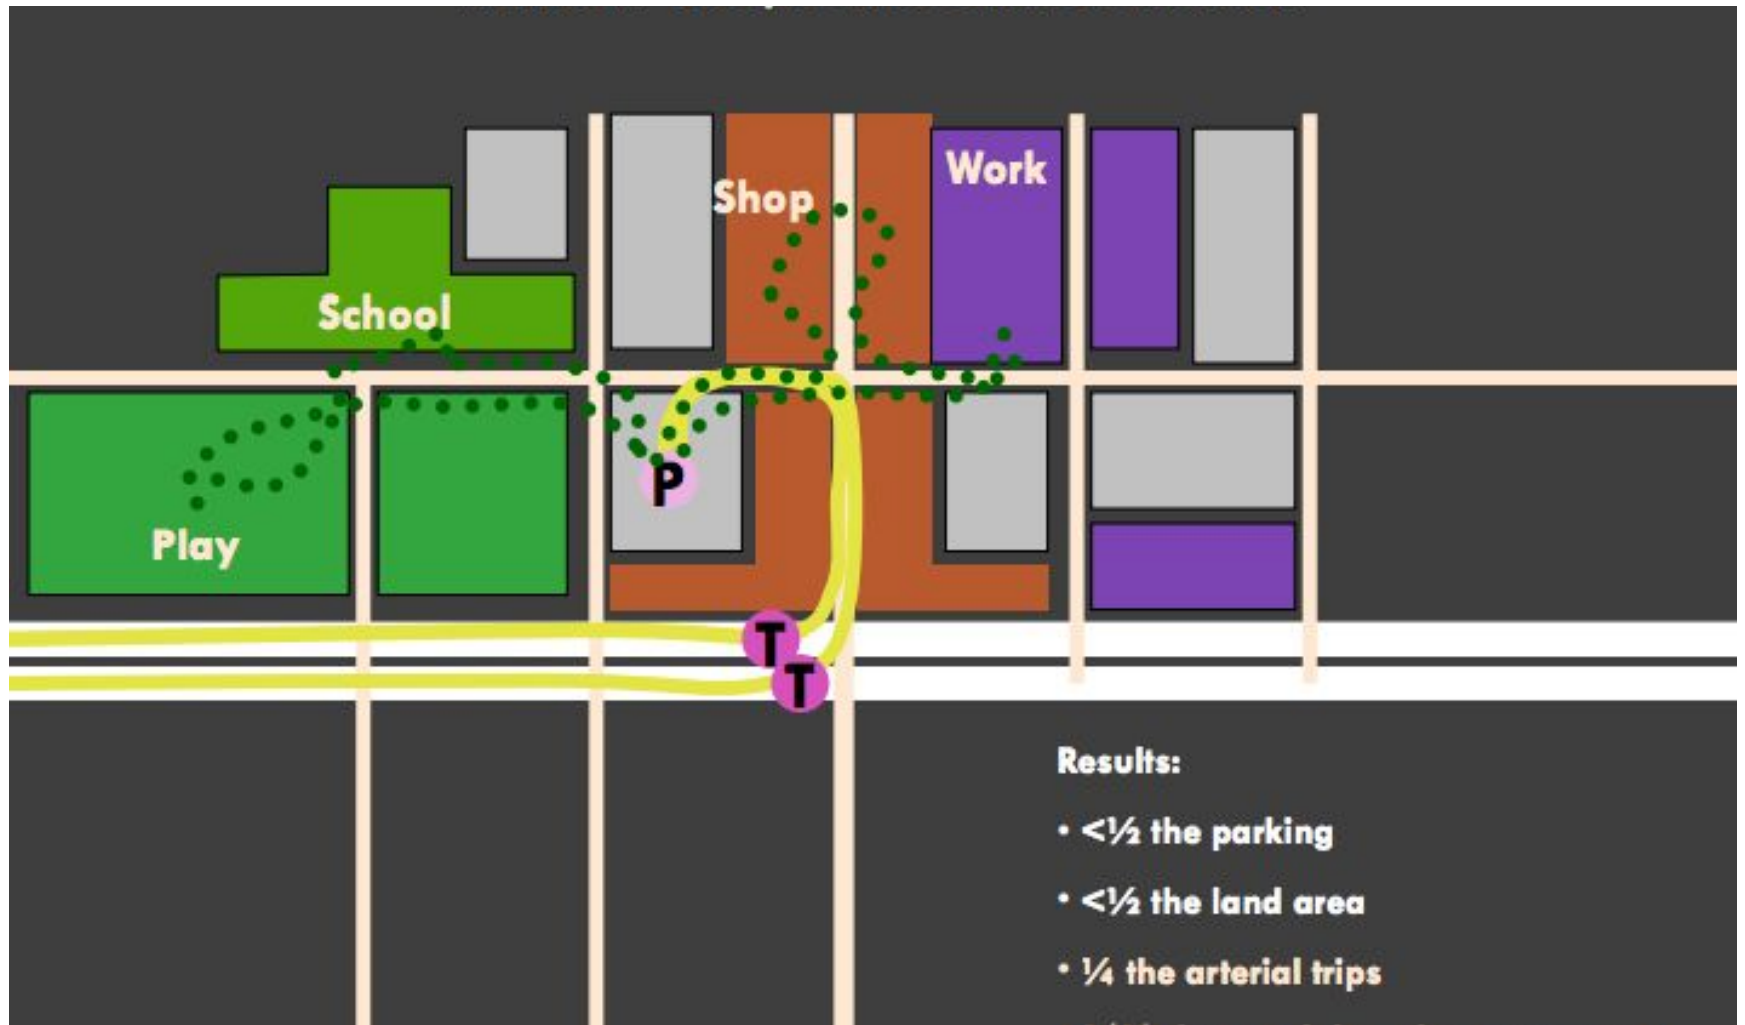 Work
Shop
School
P
Play
T
T
Results:
• <½ the parking
• <½ the land area
• ¼ the arterial trips